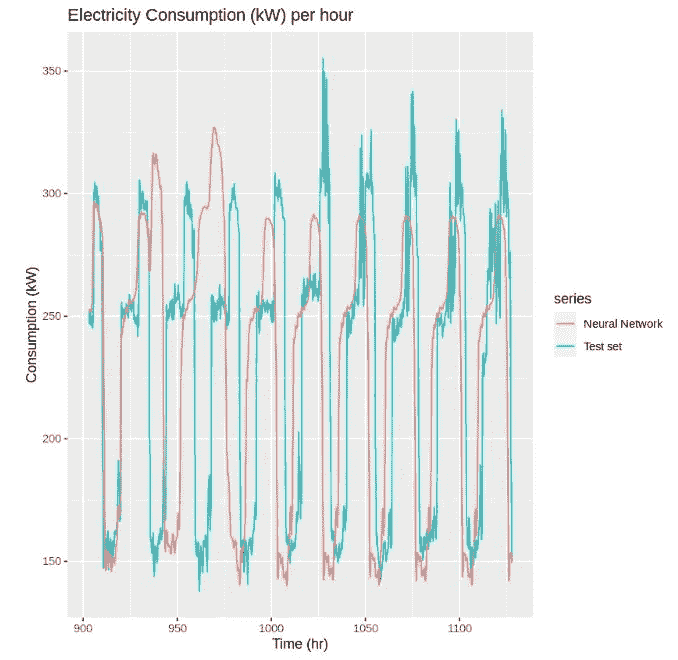 Electricity Consumption (kW) per hour
350
300
250
200
150
Consumption (kW)
900
950
1000
1050
1100
Time (hr)
series
Neural Network
Test set